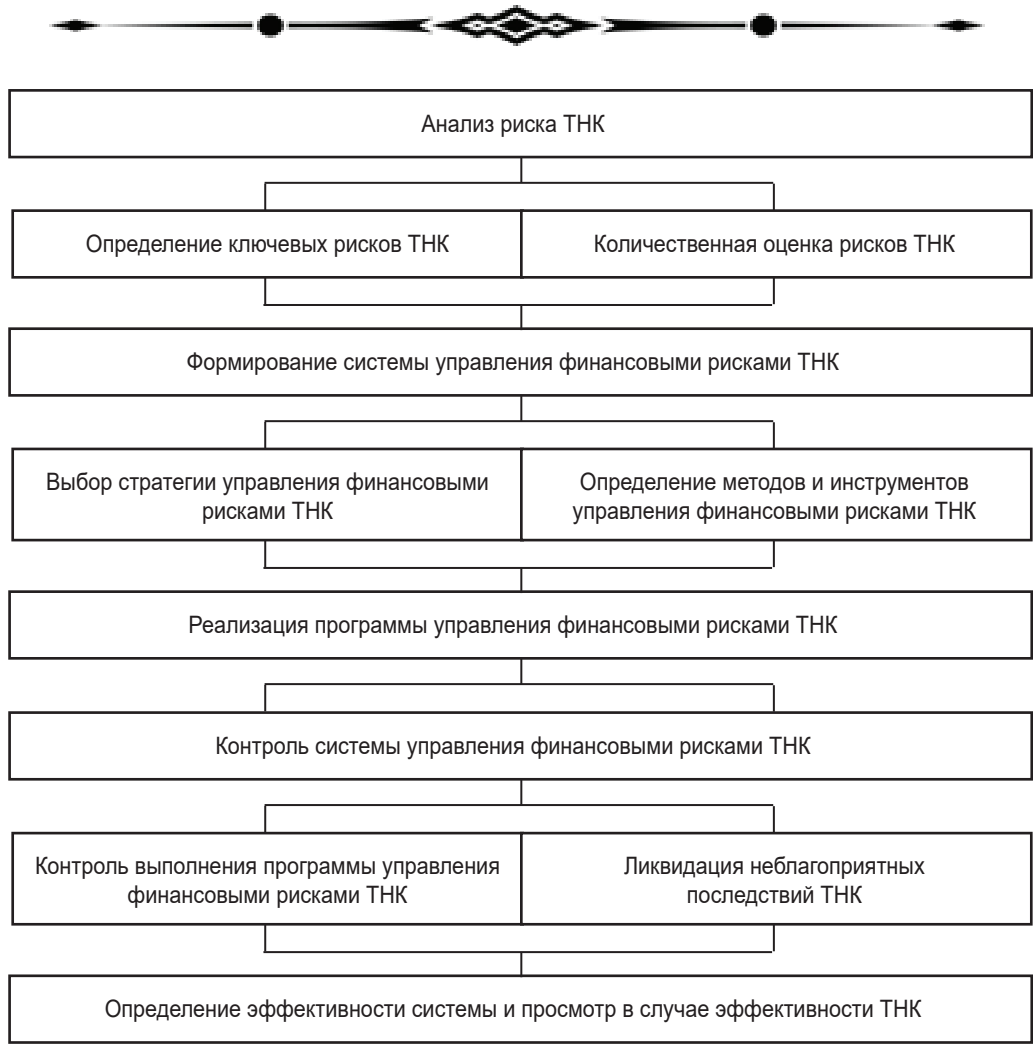 Анализ риска ТНК
Определение ключевых рисков ТНК
Количественная оценка рисков ТНК
Формирование системы управления финансовыми рисками ТНК
Выбор стратегии управления финансовыми
рисками ТНК
Определение методов и инструментов
управления финансовыми рисками ТНК
Реализация программы управления финансовыми рисками ТНК
Контроль системы управления финансовыми рисками ТНК
Контроль выполнения программы управления
финансовыми рисками ТНК
Ликвидация неблагоприятных
последствий ТНК
Определение эффективности системы и просмотр в случае эффективности ТНК